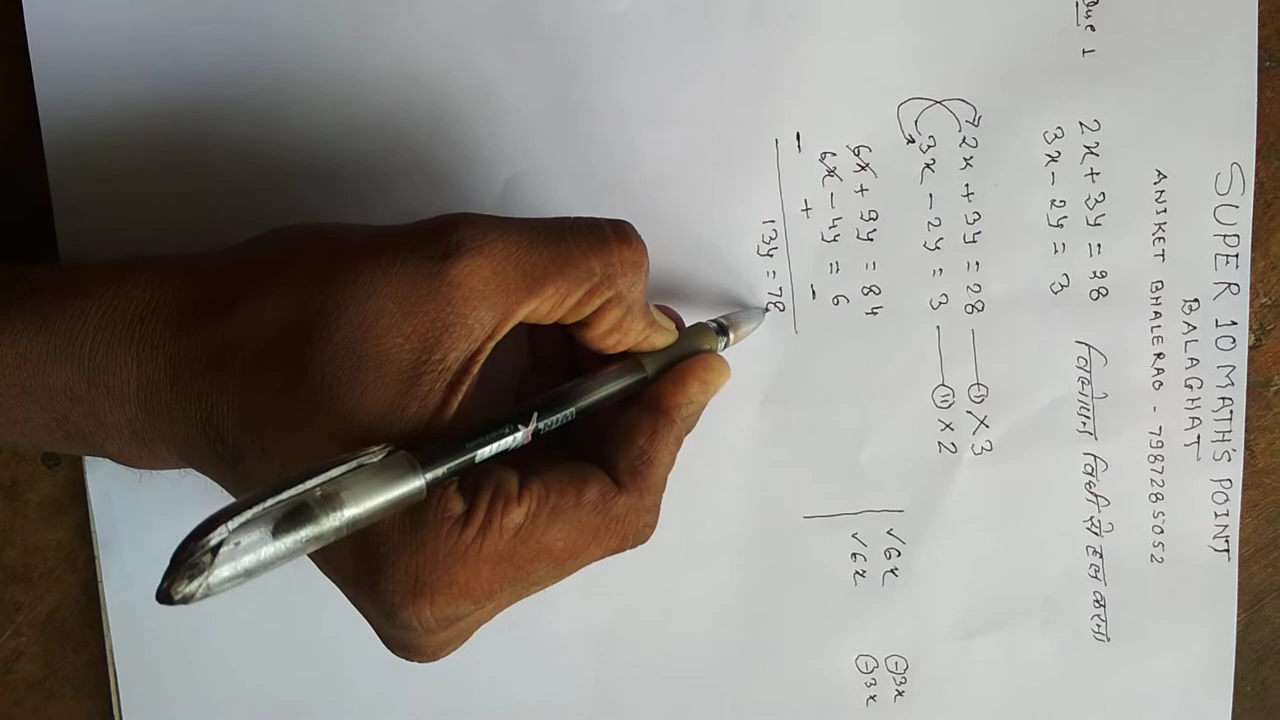 SUPER 10 MATH'S POINT
BALAGHAT
ANIKET BHALERAO - 7987285052
Que 1 2x + 3y = 28 विलोपन विधी से हल करना
3x - 2y = 3
2x + 3y = 28 — (I) × 3
3x - 2y = 3 — (II) × 2
6x + 9y = 84
6x - 4y = 6
- + -
13y = 78
√6x ⊖3x
√6x ⊖3x
WIN